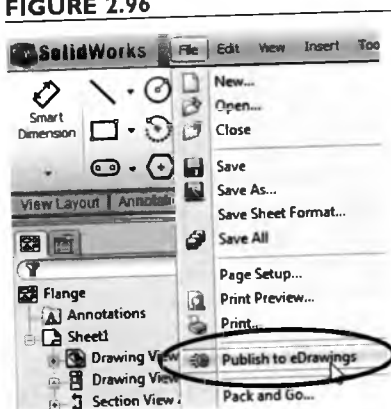 FIGURE 2.96
SolidWorks File Edit View Insert Too
Smart
Dimension
View Layout Annotati
New...
Open...
Close
Save
Save As...
Save Sheet Format...
Save All
Page Setup...
Print Preview...
Print...
Publish to eDrawings
Pack and Go...
Flange
Annotations
Sheet1
Drawing View
Drawing View
Section View